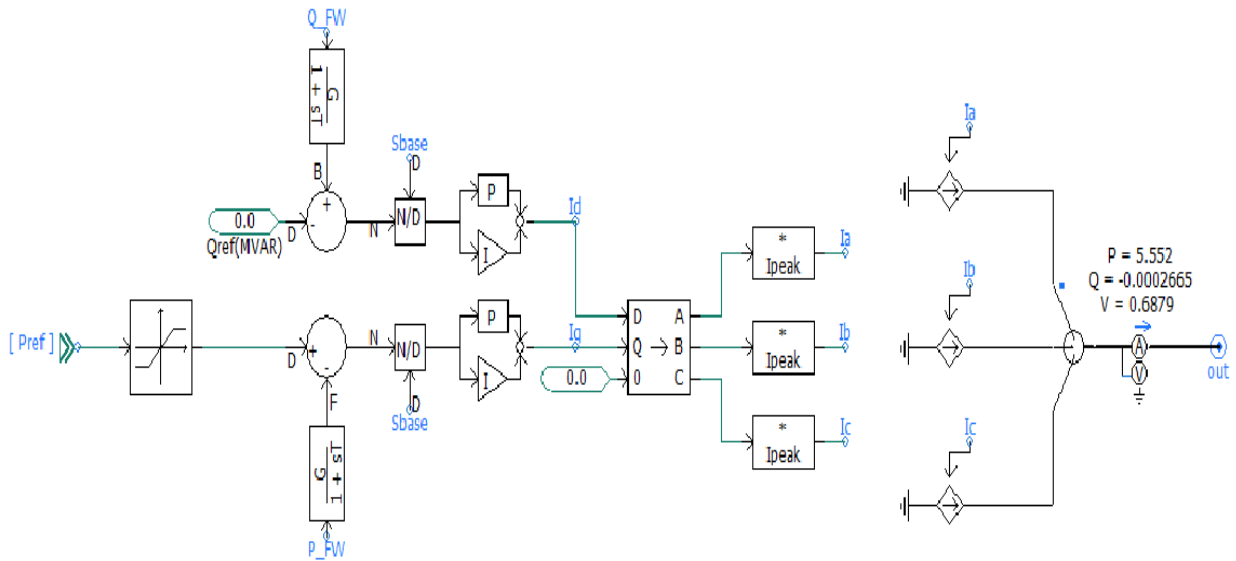 Q_FW
G
1 + sT
B
Sbase
D
+
-
0.0
D
Qref(MVAR)
N
N/D
P
I
Id
[ Pref ]
D
+
-
N
N/D
D
Sbase
P
I
Iq
0.0
F
G
1 + sT
P_FW
D A
Q → B
0 C
*
Ipeak
Ia
*
Ipeak
Ib
*
Ipeak
Ic
Ia
Ib
Ic
P = 5.552
Q = -0.0002665
V = 0.6879
A
V
out